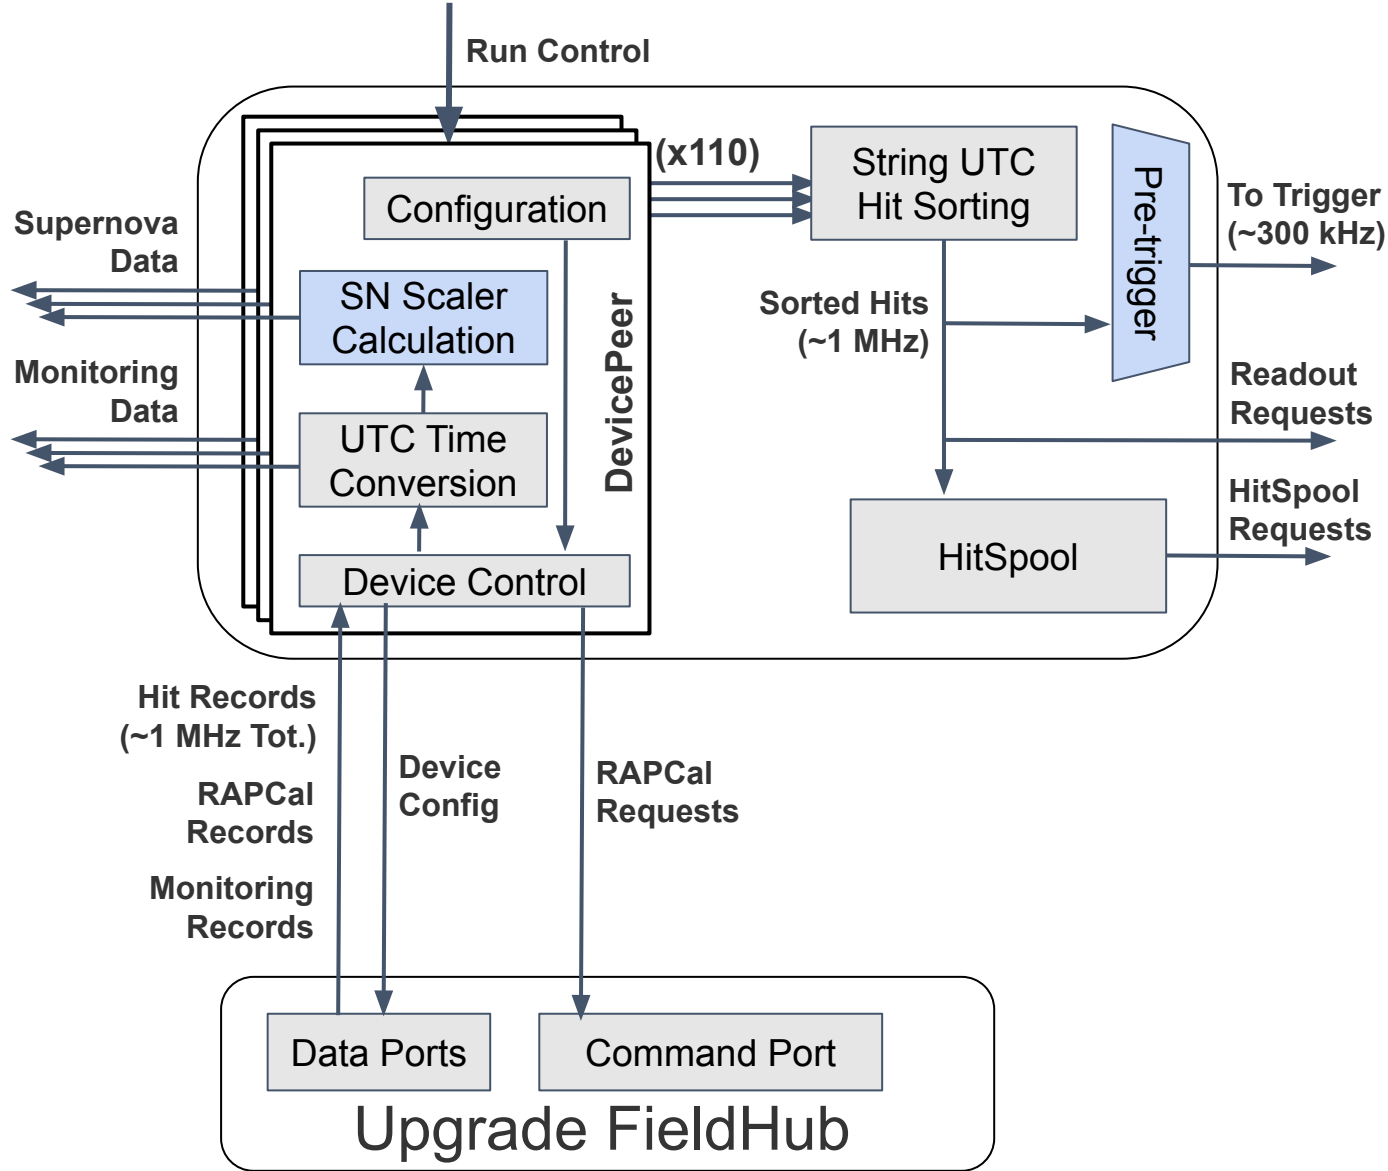 Run Control
(x110)
String UTC
Hit Sorting
Pre-trigger
To Trigger
(~300 kHz)
Configuration
Supernova
Data
SN Scaler
Calculation
DevicePeer
Sorted Hits
(~1 MHz)
Monitoring
Data
UTC Time
Conversion
Readout
Requests
HitSpool
Requests
HitSpool
Device Control
Hit Records
(~1 MHz Tot.)
RAPCal
Records
Monitoring
Records
Device
Config
RAPCal
Requests
Data Ports
Command Port
Upgrade FieldHub